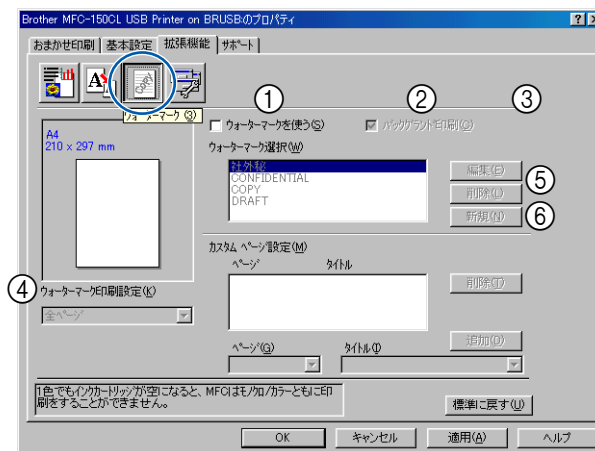 Brother MFC-150CL USB Printer on BRUSB:のプロパティ
おまかせ印刷 基本設定 拡張機能 サポート
ウォーターマーク (3)
① ② ③
□ ウォーターマークを使う(S) ☑ バックグランド印刷(C)
A4
210 x 297 mm
ウォーターマーク選択(W)
社外秘
CONFIDENTIAL
COPY
DRAFT
編集(E)
削除(L) ⑤
新規(N) ⑥
カスタム ページ設定(M)
ページ タイトル
削除(T)
④ ウォーターマーク印刷設定(K)
全ページ
追加(D)
ページ(G) タイトル(I)
1色でもインクカートリッジが空になると、MFCはモノクロ/カラーともに印
刷をすることができません。
標準に戻す(U)
OK キャンセル 適用(A) ヘルプ